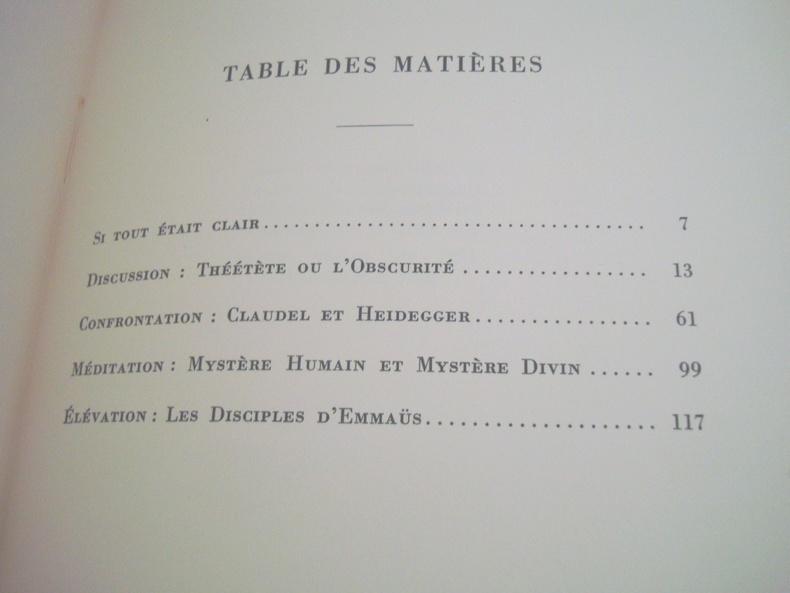 TABLE DES MATIÈRES
SI TOUT ÉTAIT CLAIR.................................... 7
DISCUSSION : THÉÉTÈTE OU L'OBSCURITÉ ................. 13
CONFRONTATION : CLAUDEL ET HEIDEGGER................ 61
MÉDITATION : MYSTÈRE HUMAIN ET MYSTÈRE DIVIN ...... 99
ÉLÉVATION : LES DISCIPLES D'EMMAÜS.................... 117